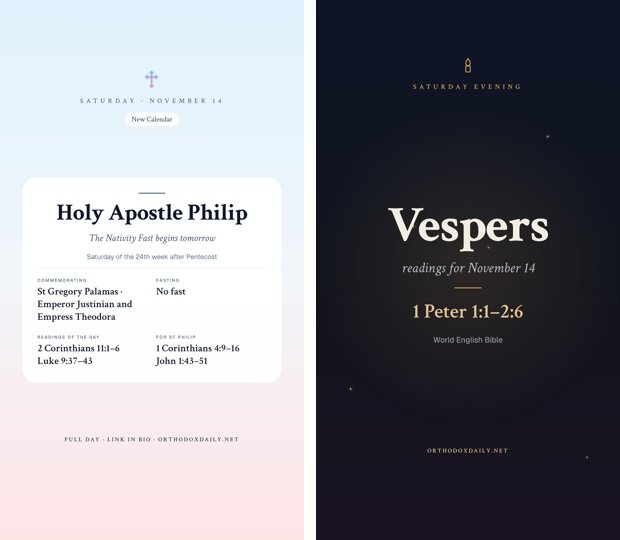 SATURDAY · NOVEMBER 14
New Calendar
Holy Apostle Philip
The Nativity Fast begins tomorrow
Saturday of the 24th week after Pentecost
COMMEMORATING
St Gregory Palamas ·
Emperor Justinian and
Empress Theodora
FASTING
No fast
READINGS OF THE DAY
2 Corinthians 11:1–6
Luke 9:37–43
FOR ST PHILIP
1 Corinthians 4:9–16
John 1:43–51
FULL DAY · LINK IN BIO · ORTHODOXDAILY.NET
SATURDAY EVENING
Vespers
readings for November 14
1 Peter 1:1–2:6
World English Bible
ORTHODOXDAILY.NET